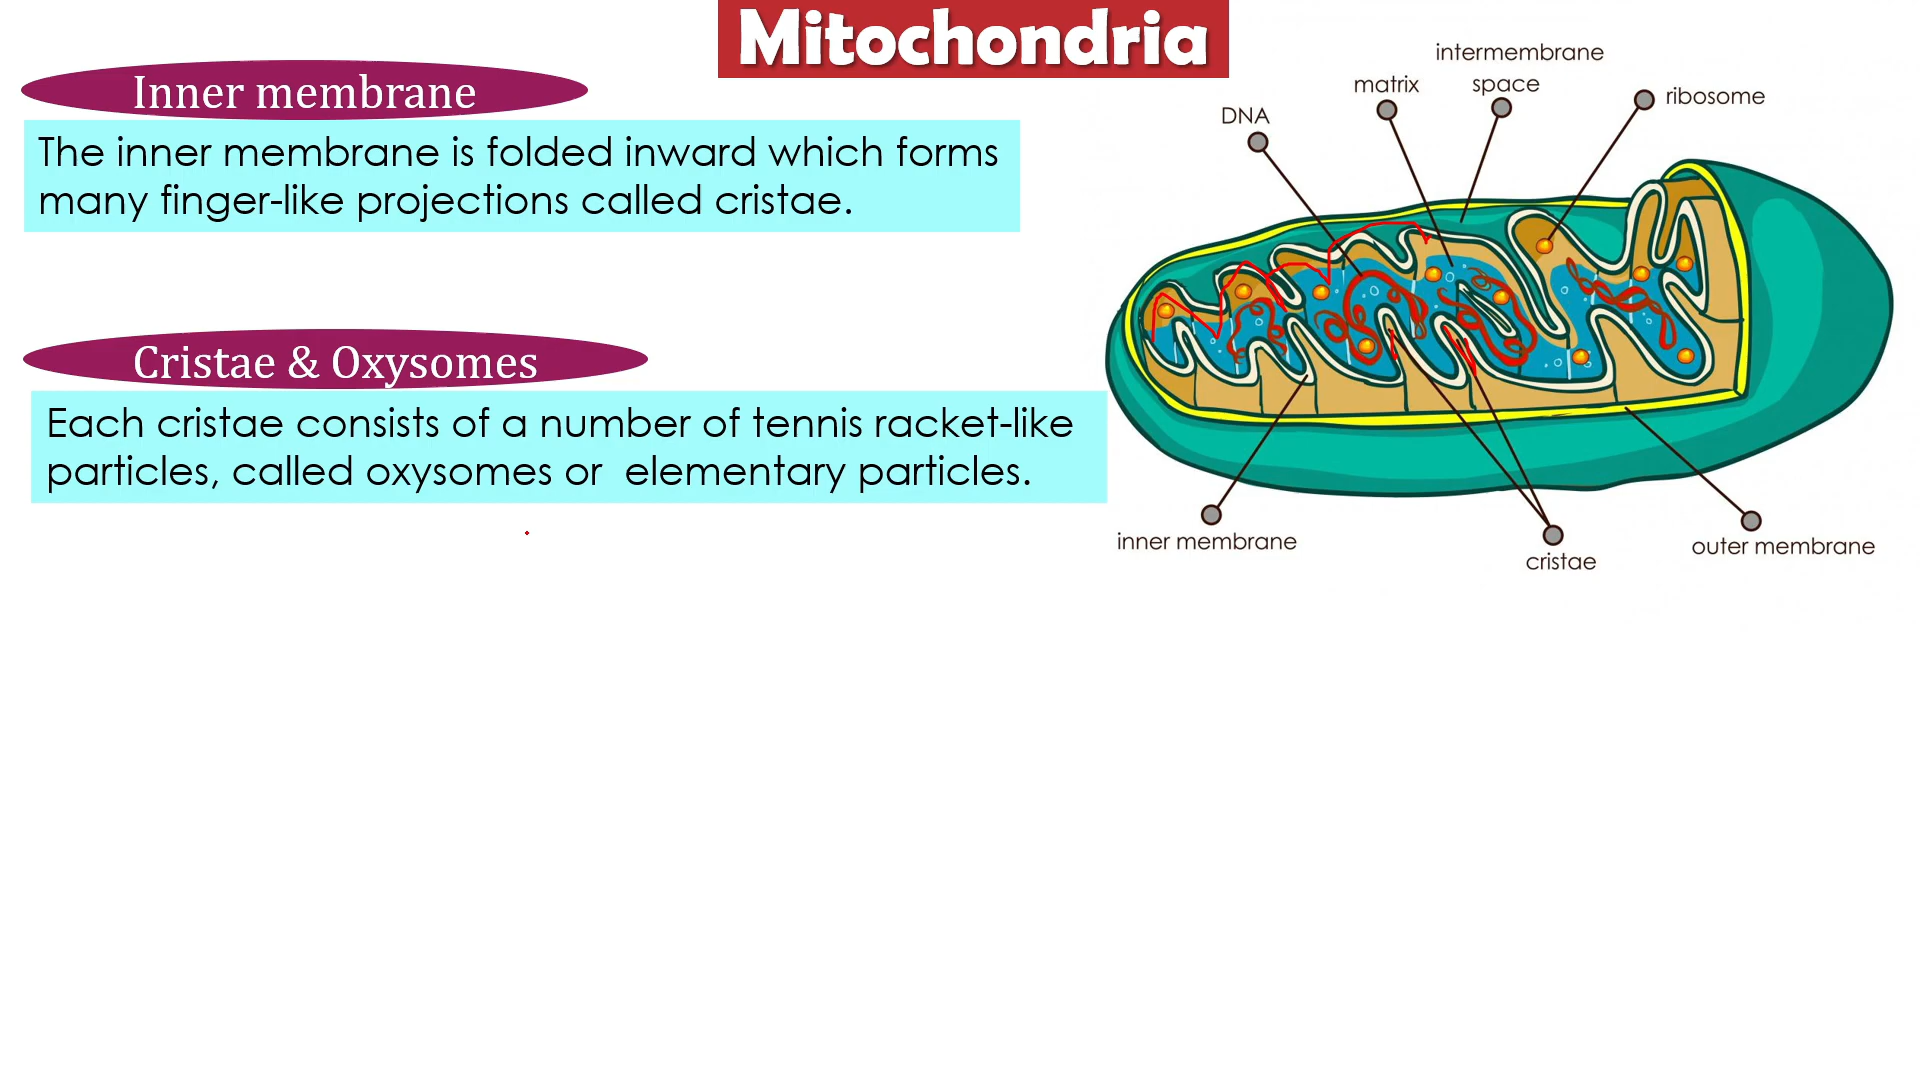 Mitochondria
Inner membrane
The inner membrane is folded inward which forms
many finger-like projections called cristae.
Cristae & Oxysomes
Each cristae consists of a number of tennis racket-like
particles, called oxysomes or  elementary particles.
intermembrane
space
matrix
ribosome
DNA
inner membrane
cristae
outer membrane